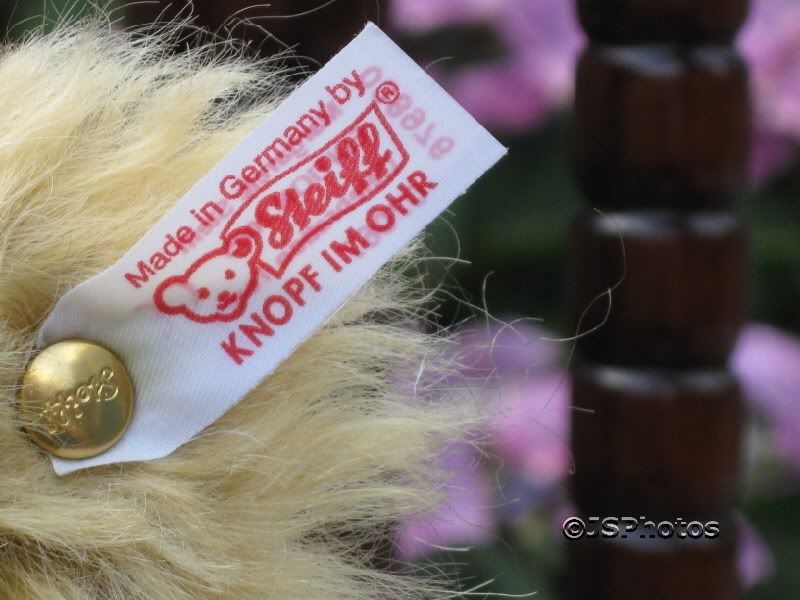 Made in Germany by
Steiff®
KNOPF IM OHR
Steiff
©JSPhotos